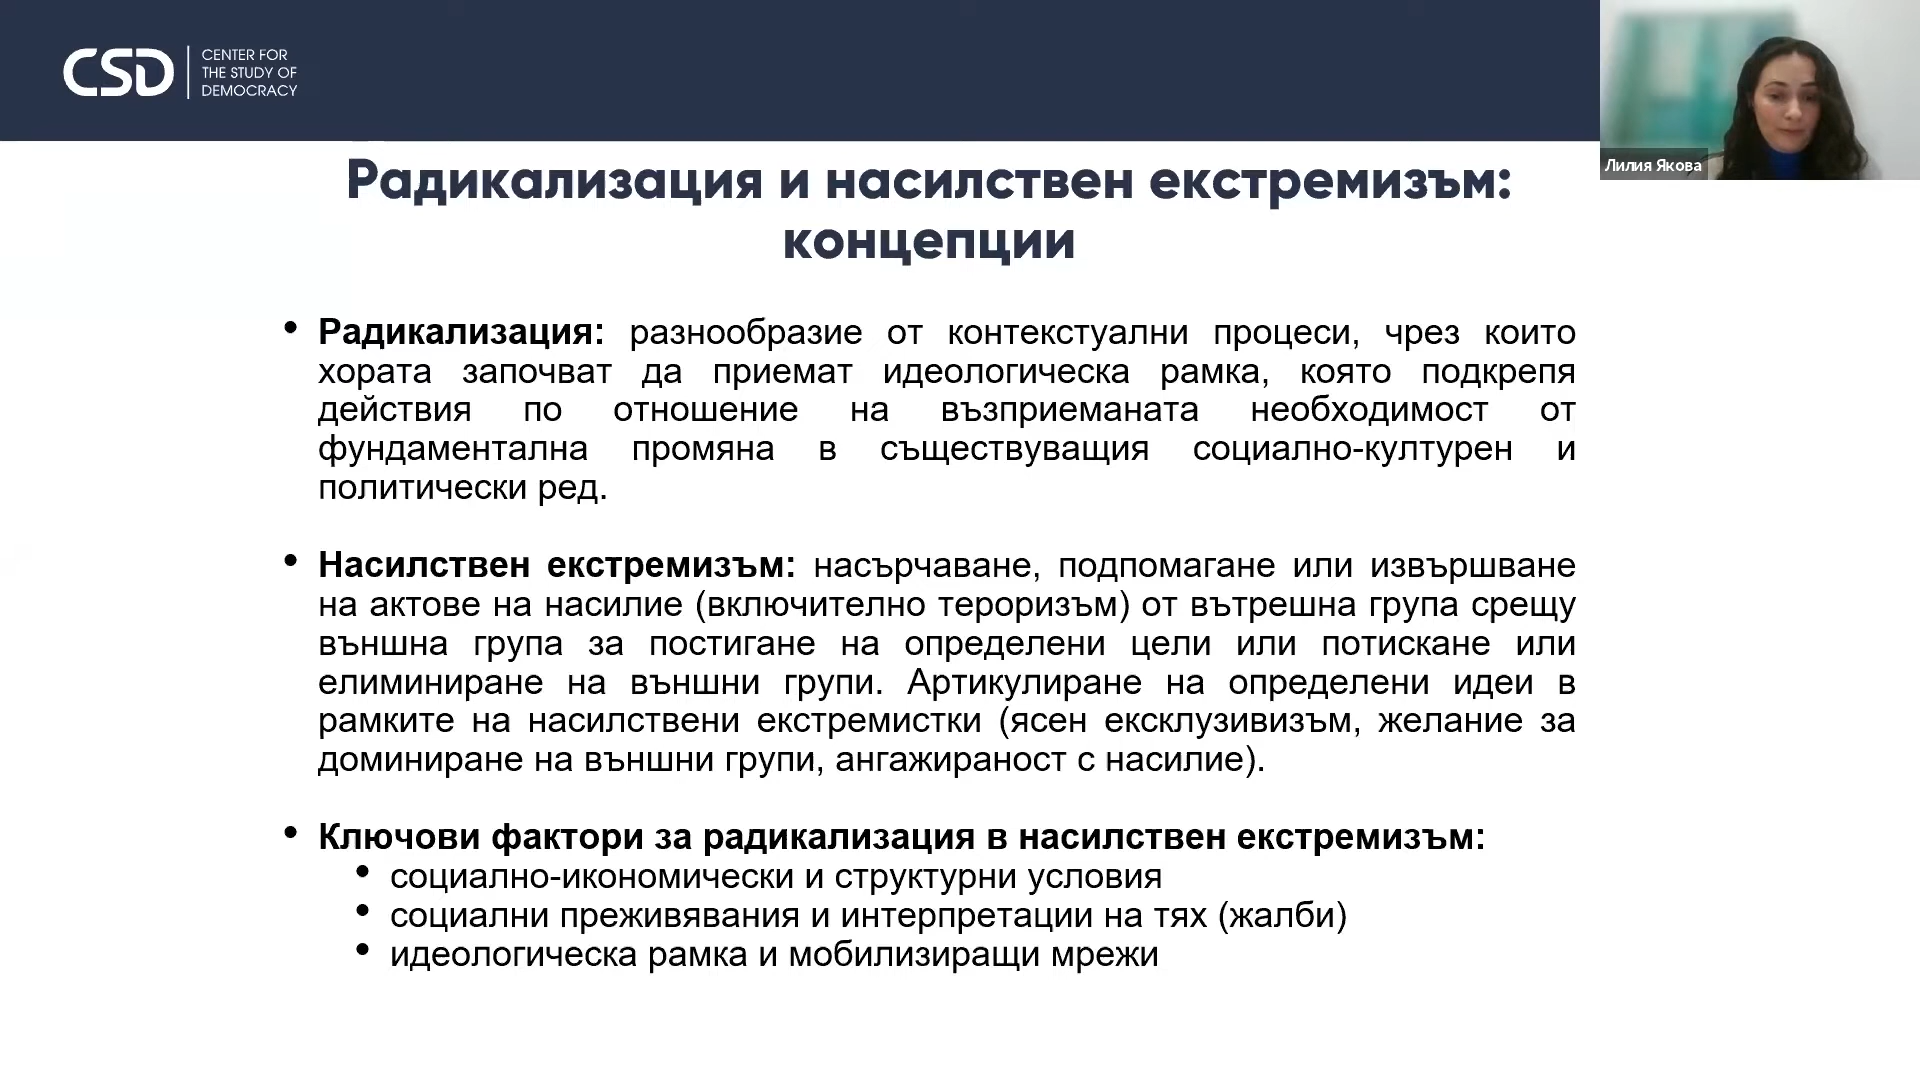 CSD
CENTER FOR
THE STUDY OF
DEMOCRACY
Лилия Якова
Радикализация и насилствен екстремизъм:
концепции
• Радикализация: разнообразие от контекстуални процеси, чрез които
хората започват да приемат идеологическа рамка, която подкрепя
действия по отношение на възприеманата необходимост от
фундаментална промяна в съществуващия социално-културен и
политически ред.
• Насилствен екстремизъм: насърчаване, подпомагане или извършване
на актове на насилие (включително тероризъм) от вътрешна група срещу
външна група за постигане на определени цели или потискане или
елиминиране на външни групи. Артикулиране на определени идеи в
рамките на насилствени екстремистки (ясен ексклузивизъм, желание за
доминиране на външни групи, ангажираност с насилие).
• Ключови фактори за радикализация в насилствен екстремизъм:
• социално-икономически и структурни условия
• социални преживявания и интерпретации на тях (жалби)
• идеологическа рамка и мобилизиращи мрежи